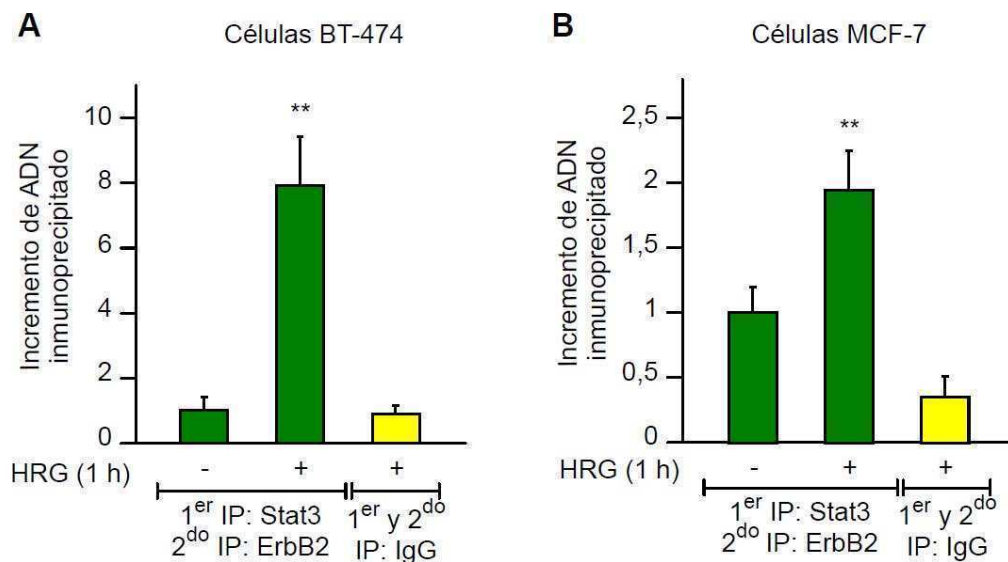 A
Células BT-474
Incremento de ADN
inmunoprecipitado
10
8
6
4
2
0
**
HRG (1 h)
- + +
1er IP: Stat3
2do IP: ErbB2
1er y 2do
IP: IgG
B
Células MCF-7
Incremento de ADN
inmunoprecipitado
2,5
2
1,5
1
0,5
0
**
HRG (1 h)
- + +
1er IP: Stat3
2do IP: ErbB2
1er y 2do
IP: IgG